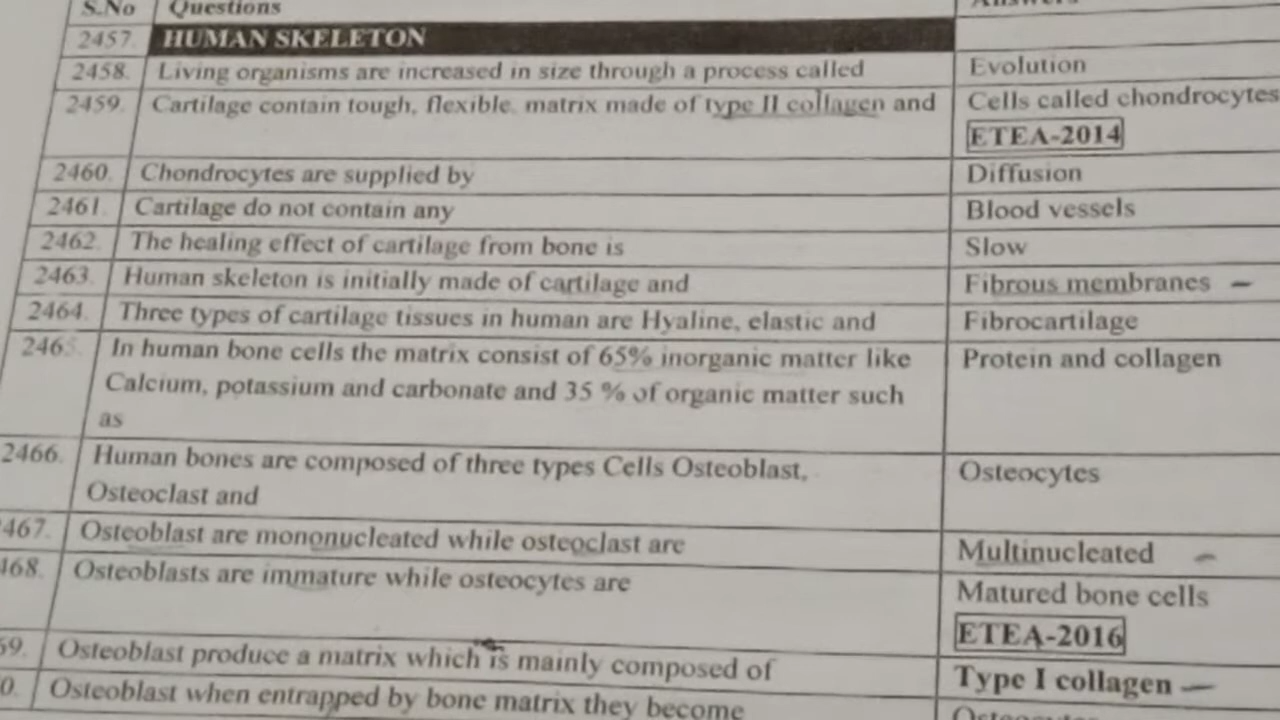 S.No Questions Answers
2457. HUMAN SKELETON
2458. Living organisms are increased in size through a process called Evolution
2459. Cartilage contain tough, flexible, matrix made of type II collagen and Cells called chondrocytes
ETEA-2014
2460. Chondrocytes are supplied by Diffusion
2461. Cartilage do not contain any Blood vessels
2462. The healing effect of cartilage from bone is Slow
2463. Human skeleton is initially made of cartilage and Fibrous membranes
2464. Three types of cartilage tissues in human are Hyaline, elastic and Fibrocartilage
2465. In human bone cells the matrix consist of 65% inorganic matter like Protein and collagen
Calcium, potassium and carbonate and 35 % of organic matter such
as
2466. Human bones are composed of three types Cells Osteoblast, Osteocytes
Osteoclast and
467. Osteoblast are mononucleated while osteoclast are Multinucleated
468. Osteoblasts are immature while osteocytes are Matured bone cells
ETEA-2016
69. Osteoblast produce a matrix which is mainly composed of Type I collagen
0. Osteoblast when entrapped by bone matrix they become